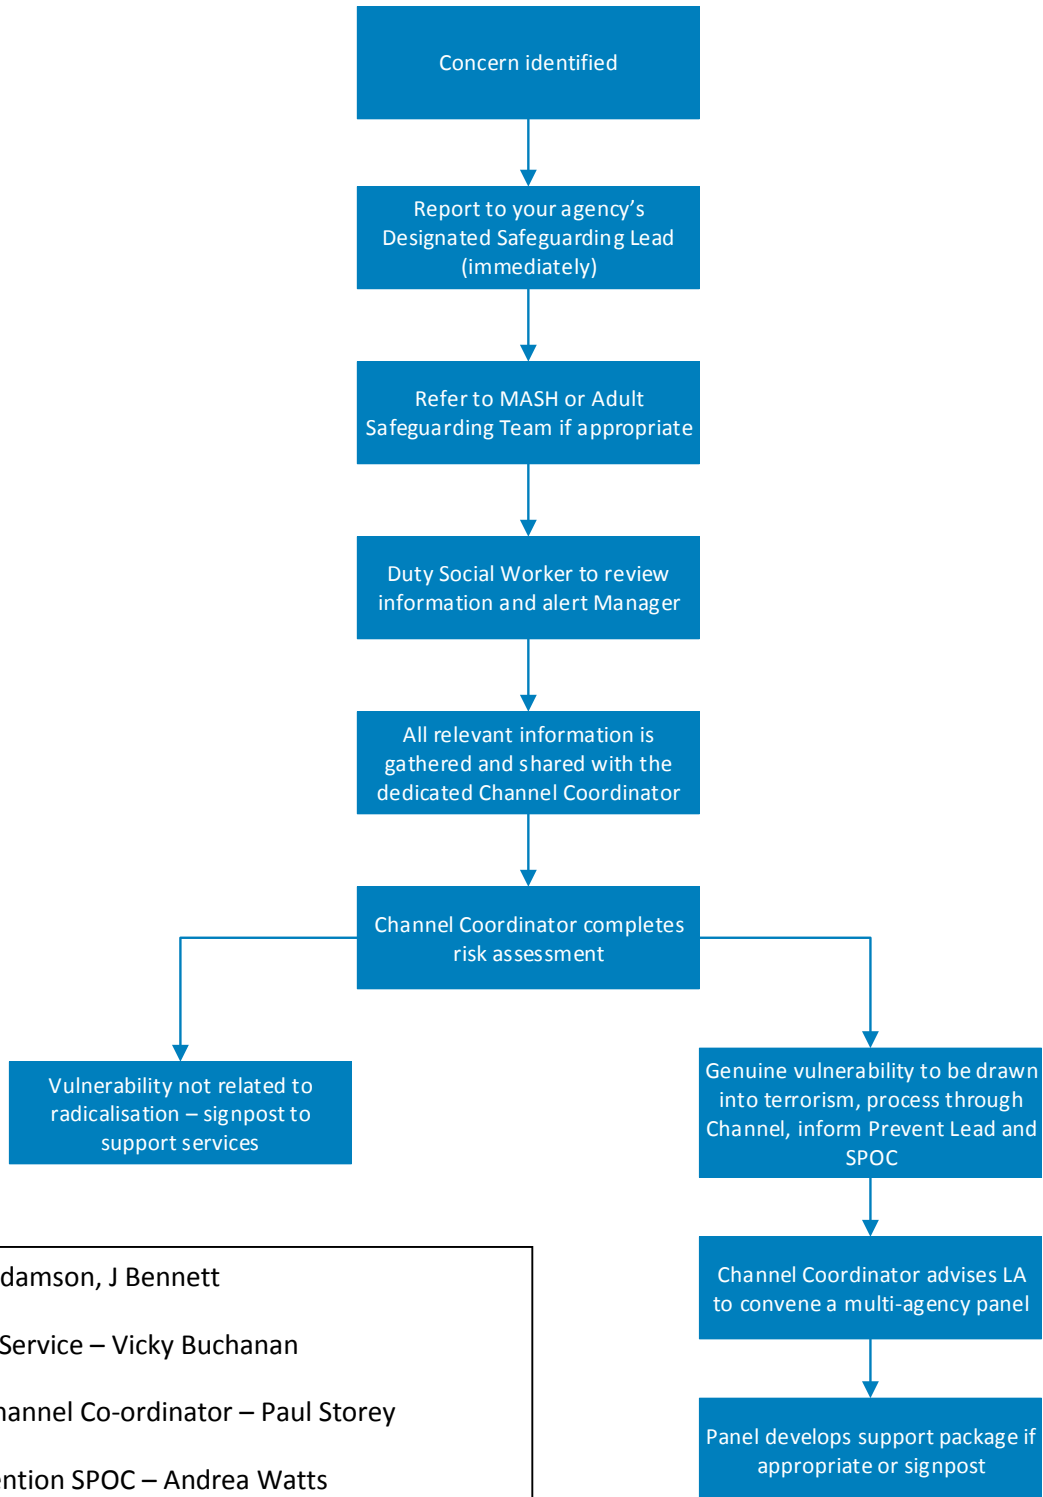 Concern identified
Report to your agency's
Designated Safeguarding Lead
(immediately)
Refer to MASH or Adult
Safeguarding Team if appropriate
Duty Social Worker to review
information and alert Manager
All relevant information is
gathered and shared with the
dedicated Channel Coordinator
Channel Coordinator completes
risk assessment
Vulnerability not related to
radicalisation – signpost to
support services
Genuine vulnerability to be drawn
into terrorism, process through
Channel, inform Prevent Lead and
SPOC
Channel Coordinator advises LA
to convene a multi-agency panel
Panel develops support package if
appropriate or signpost
J Bennett
Service – Vicky Buchanan
Co-ordinator – Paul Storey
SPOC – Andrea Watts